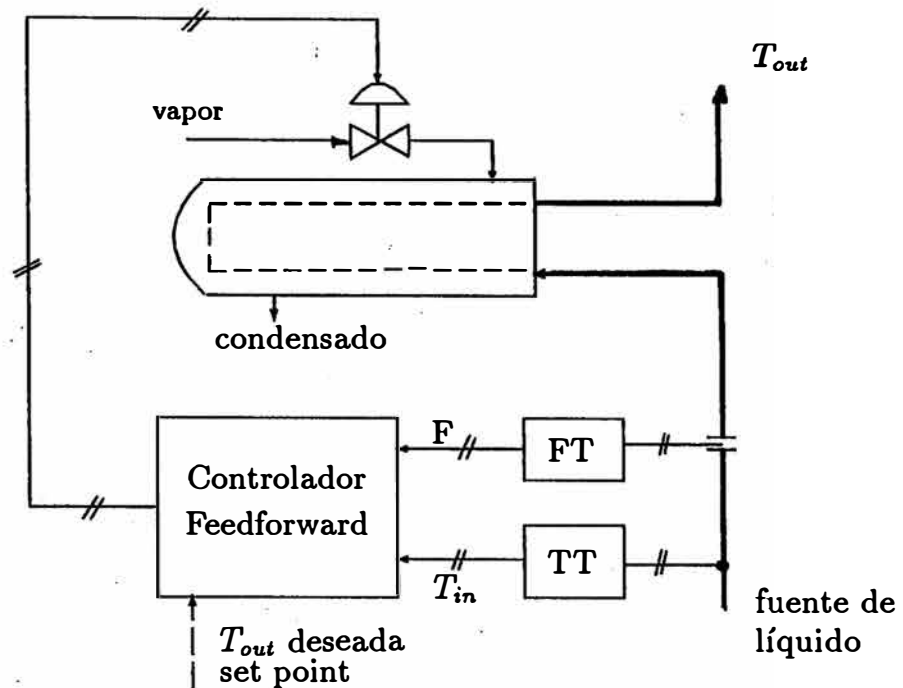 T_out
vapor
condensado
F
FT
Controlador
Feedforward
T_in
TT
fuente de
líquido
T_out deseada
set point